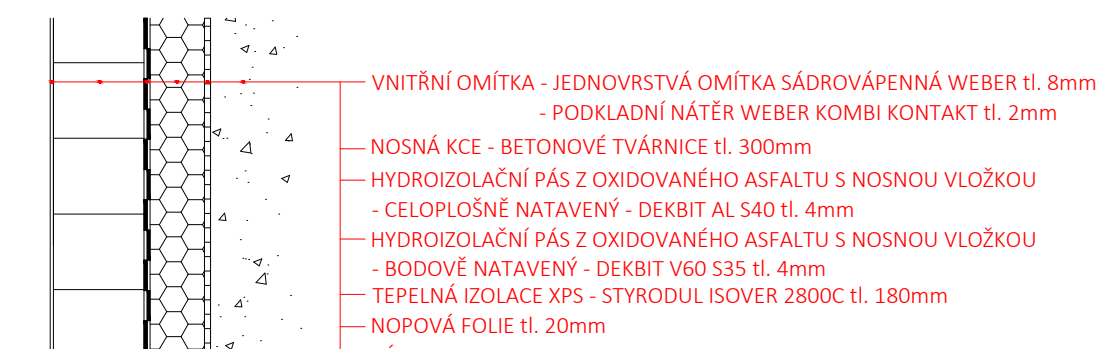 VNITŘNÍ OMÍTKA - JEDNOVRSTVÁ OMÍTKA SÁDROVÁPENNÁ WEBER tl. 8mm
- PODKLADNÍ NÁTĚR WEBER KOMBI KONTAKT tl. 2mm
NOSNÁ KCE - BETONOVÉ TVÁRNICE tl. 300mm
HYDROIZOLAČNÍ PÁS Z OXIDOVANÉHO ASFALTU S NOSNOU VLOŽKOU
- CELOPLOŠNĚ NATAVENÝ - DEKBIT AL S40 tl. 4mm
HYDROIZOLAČNÍ PÁS Z OXIDOVANÉHO ASFALTU S NOSNOU VLOŽKOU
- BODOVĚ NATAVENÝ - DEKBIT V60 S35 tl. 4mm
TEPELNÁ IZOLACE XPS - STYRODUL ISOVER 2800C tl. 180mm
NOPOVÁ FOLIE tl. 20mm